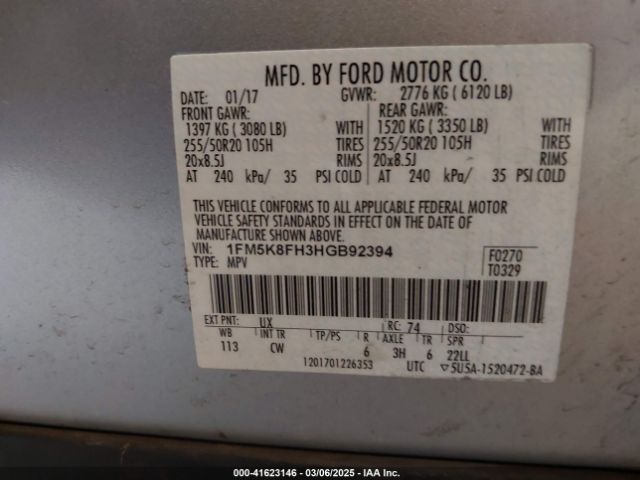 MFD. BY FORD MOTOR CO.
DATE: 01/17 GVWR: 2776 KG ( 6120 LB)
FRONT GAWR: REAR GAWR:
1397 KG ( 3080 LB) WITH 1520 KG ( 3350 LB) WITH
255/50R20 105H TIRES 255/50R20 105H TIRES
20x8.5J RIMS 20x8.5J RIMS
AT 240 kPa/ 35 PSI COLD AT 240 kPa/ 35 PSI COLD
THIS VEHICLE CONFORMS TO ALL APPLICABLE FEDERAL MOTOR
VEHICLE SAFETY STANDARDS IN EFFECT ON THE DATE OF
MANUFACTURE SHOWN ABOVE.
VIN: 1FM5K8FH3HGB92394 F0270
TYPE: MPV T0329
EXT PNT: UX RC: 74 DSO:
WB INT TR TP/PS R AXLE TR SPR
113 CW 6 3H 6 22LL
1201701226353 UTC ▽5U5A-1520472-BA
000-41623146 - 03/06/2025 - IAA Inc.